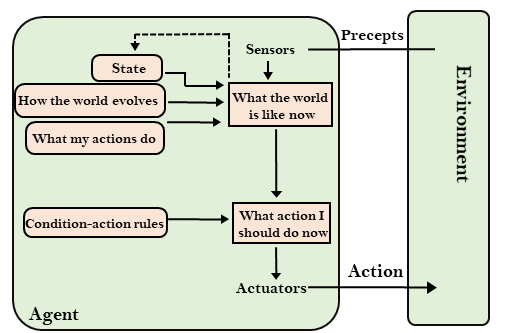 Sensors
Precepts
State
How the world evolves
What the world
is like now
What my actions do
Environment
Condition-action rules
What action I
should do now
Actuators
Action
Agent